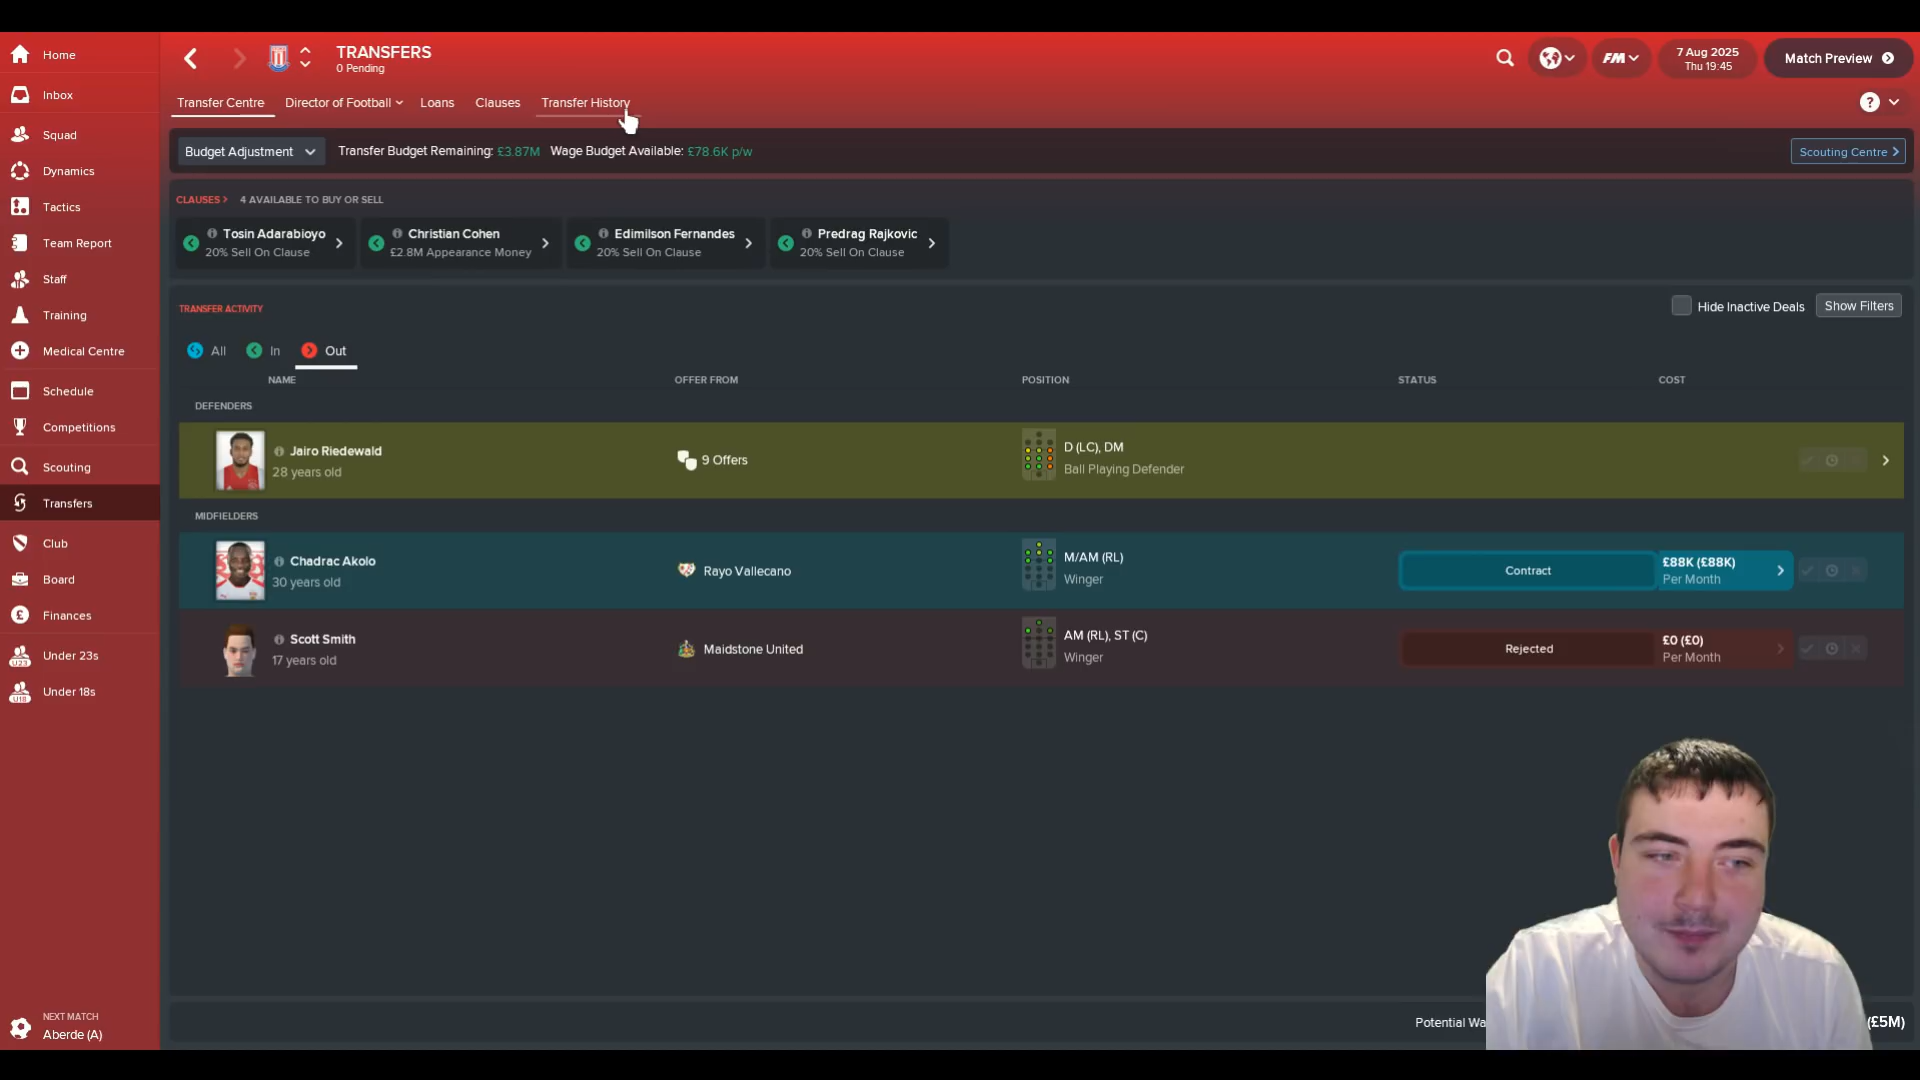 Home
Inbox
Squad
Dynamics
Tactics
Team Report
Staff
Training
Medical Centre
Schedule
Competitions
Scouting
Transfers
Club
Board
Finances
U23
Under 23s
U18
Under 18s
NEXT MATCH
Aberde (A)
TRANSFERS
0 Pending
FM
7 Aug 2025
Thu 19:45
Match Preview
Transfer Centre
Director of Football
Loans
Clauses
Transfer History
?
Budget Adjustment
Transfer Budget Remaining: £3.87M Wage Budget Available: £78.6K p/w
Scouting Centre
CLAUSES 4 AVAILABLE TO BUY OR SELL
Tosin Adarabioyo
20% Sell On Clause
Christian Cohen
£2.8M Appearance Money
Edimilson Fernandes
20% Sell On Clause
Predrag Rajkovic
20% Sell On Clause
TRANSFER ACTIVITY
Hide Inactive Deals
Show Filters
All
In
Out
NAME OFFER FROM POSITION STATUS COST
DEFENDERS
Jairo Riedewald
28 years old
9 Offers
D (LC), DM
Ball Playing Defender
MIDFIELDERS
Chadrac Akolo
30 years old
Rayo Vallecano
M/AM (RL)
Winger
Contract
£88K (£88K)
Per Month
Scott Smith
17 years old
Maidstone United
AM (RL), ST (C)
Winger
Rejected
£0 (£0)
Per Month
Potential Wa
(£5M)